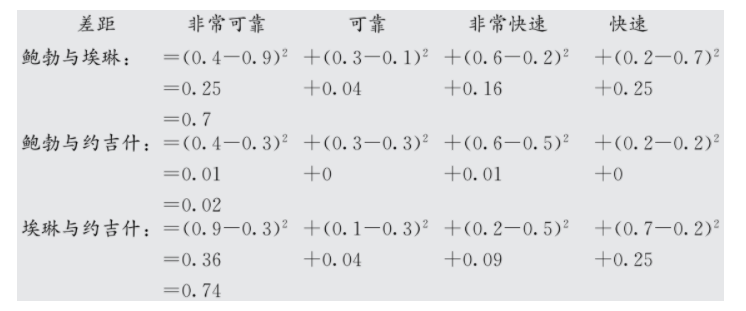 差距 非常可靠 可靠 非常快速 快速
鲍勃与埃琳： =(0.4−0.9)² +(0.3−0.1)² +(0.6−0.2)² +(0.2−0.7)²
=0.25 +0.04 +0.16 +0.25
=0.7
鲍勃与约吉什：=(0.4−0.3)² +(0.3−0.3)² +(0.6−0.5)² +(0.2−0.2)²
=0.01 +0 +0.01 +0
=0.02
埃琳与约吉什：=(0.9−0.3)² +(0.1−0.3)² +(0.2−0.5)² +(0.7−0.2)²
=0.36 +0.04 +0.09 +0.25
=0.74